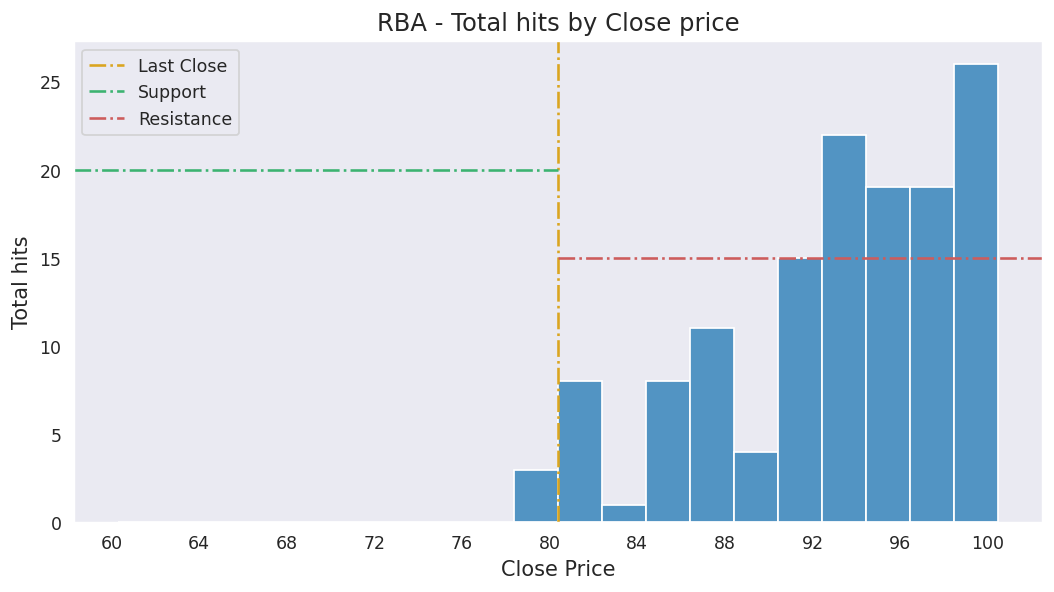 RBA - Total hits by Close price
Last Close
Support
Resistance
25
20
15
10
5
0
Total hits
60 64 68 72 76 80 84 88 92 96 100
Close Price